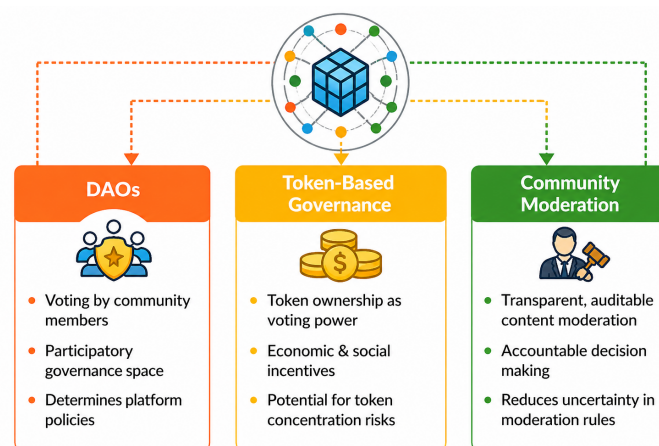 DAOs
Voting by community
members
Participatory
governance space
Determines platform
policies
Token-Based
Governance
$
Token ownership as
voting power
Economic & social
incentives
Potential for token
concentration risks
Community
Moderation
Transparent, auditable
content moderation
Accountable decision
making
Reduces uncertainty in
moderation rules